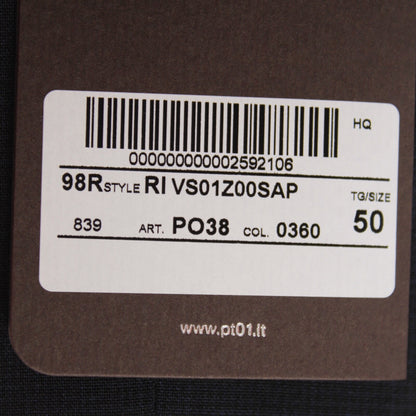 HQ
000000000002592106
98R STYLE RI VS01Z00SAP TG/SIZE
839 ART. PO38 COL. 0360 50
www.pt01.it